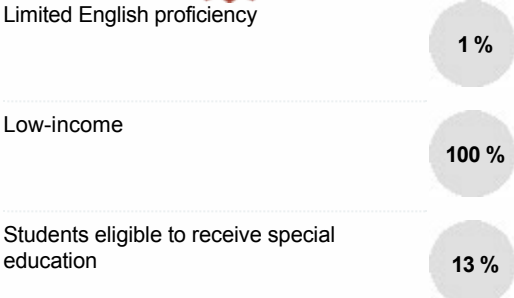 Limited English proficiency
1 %
Low-income
100 %
Students eligible to receive special
education
13 %